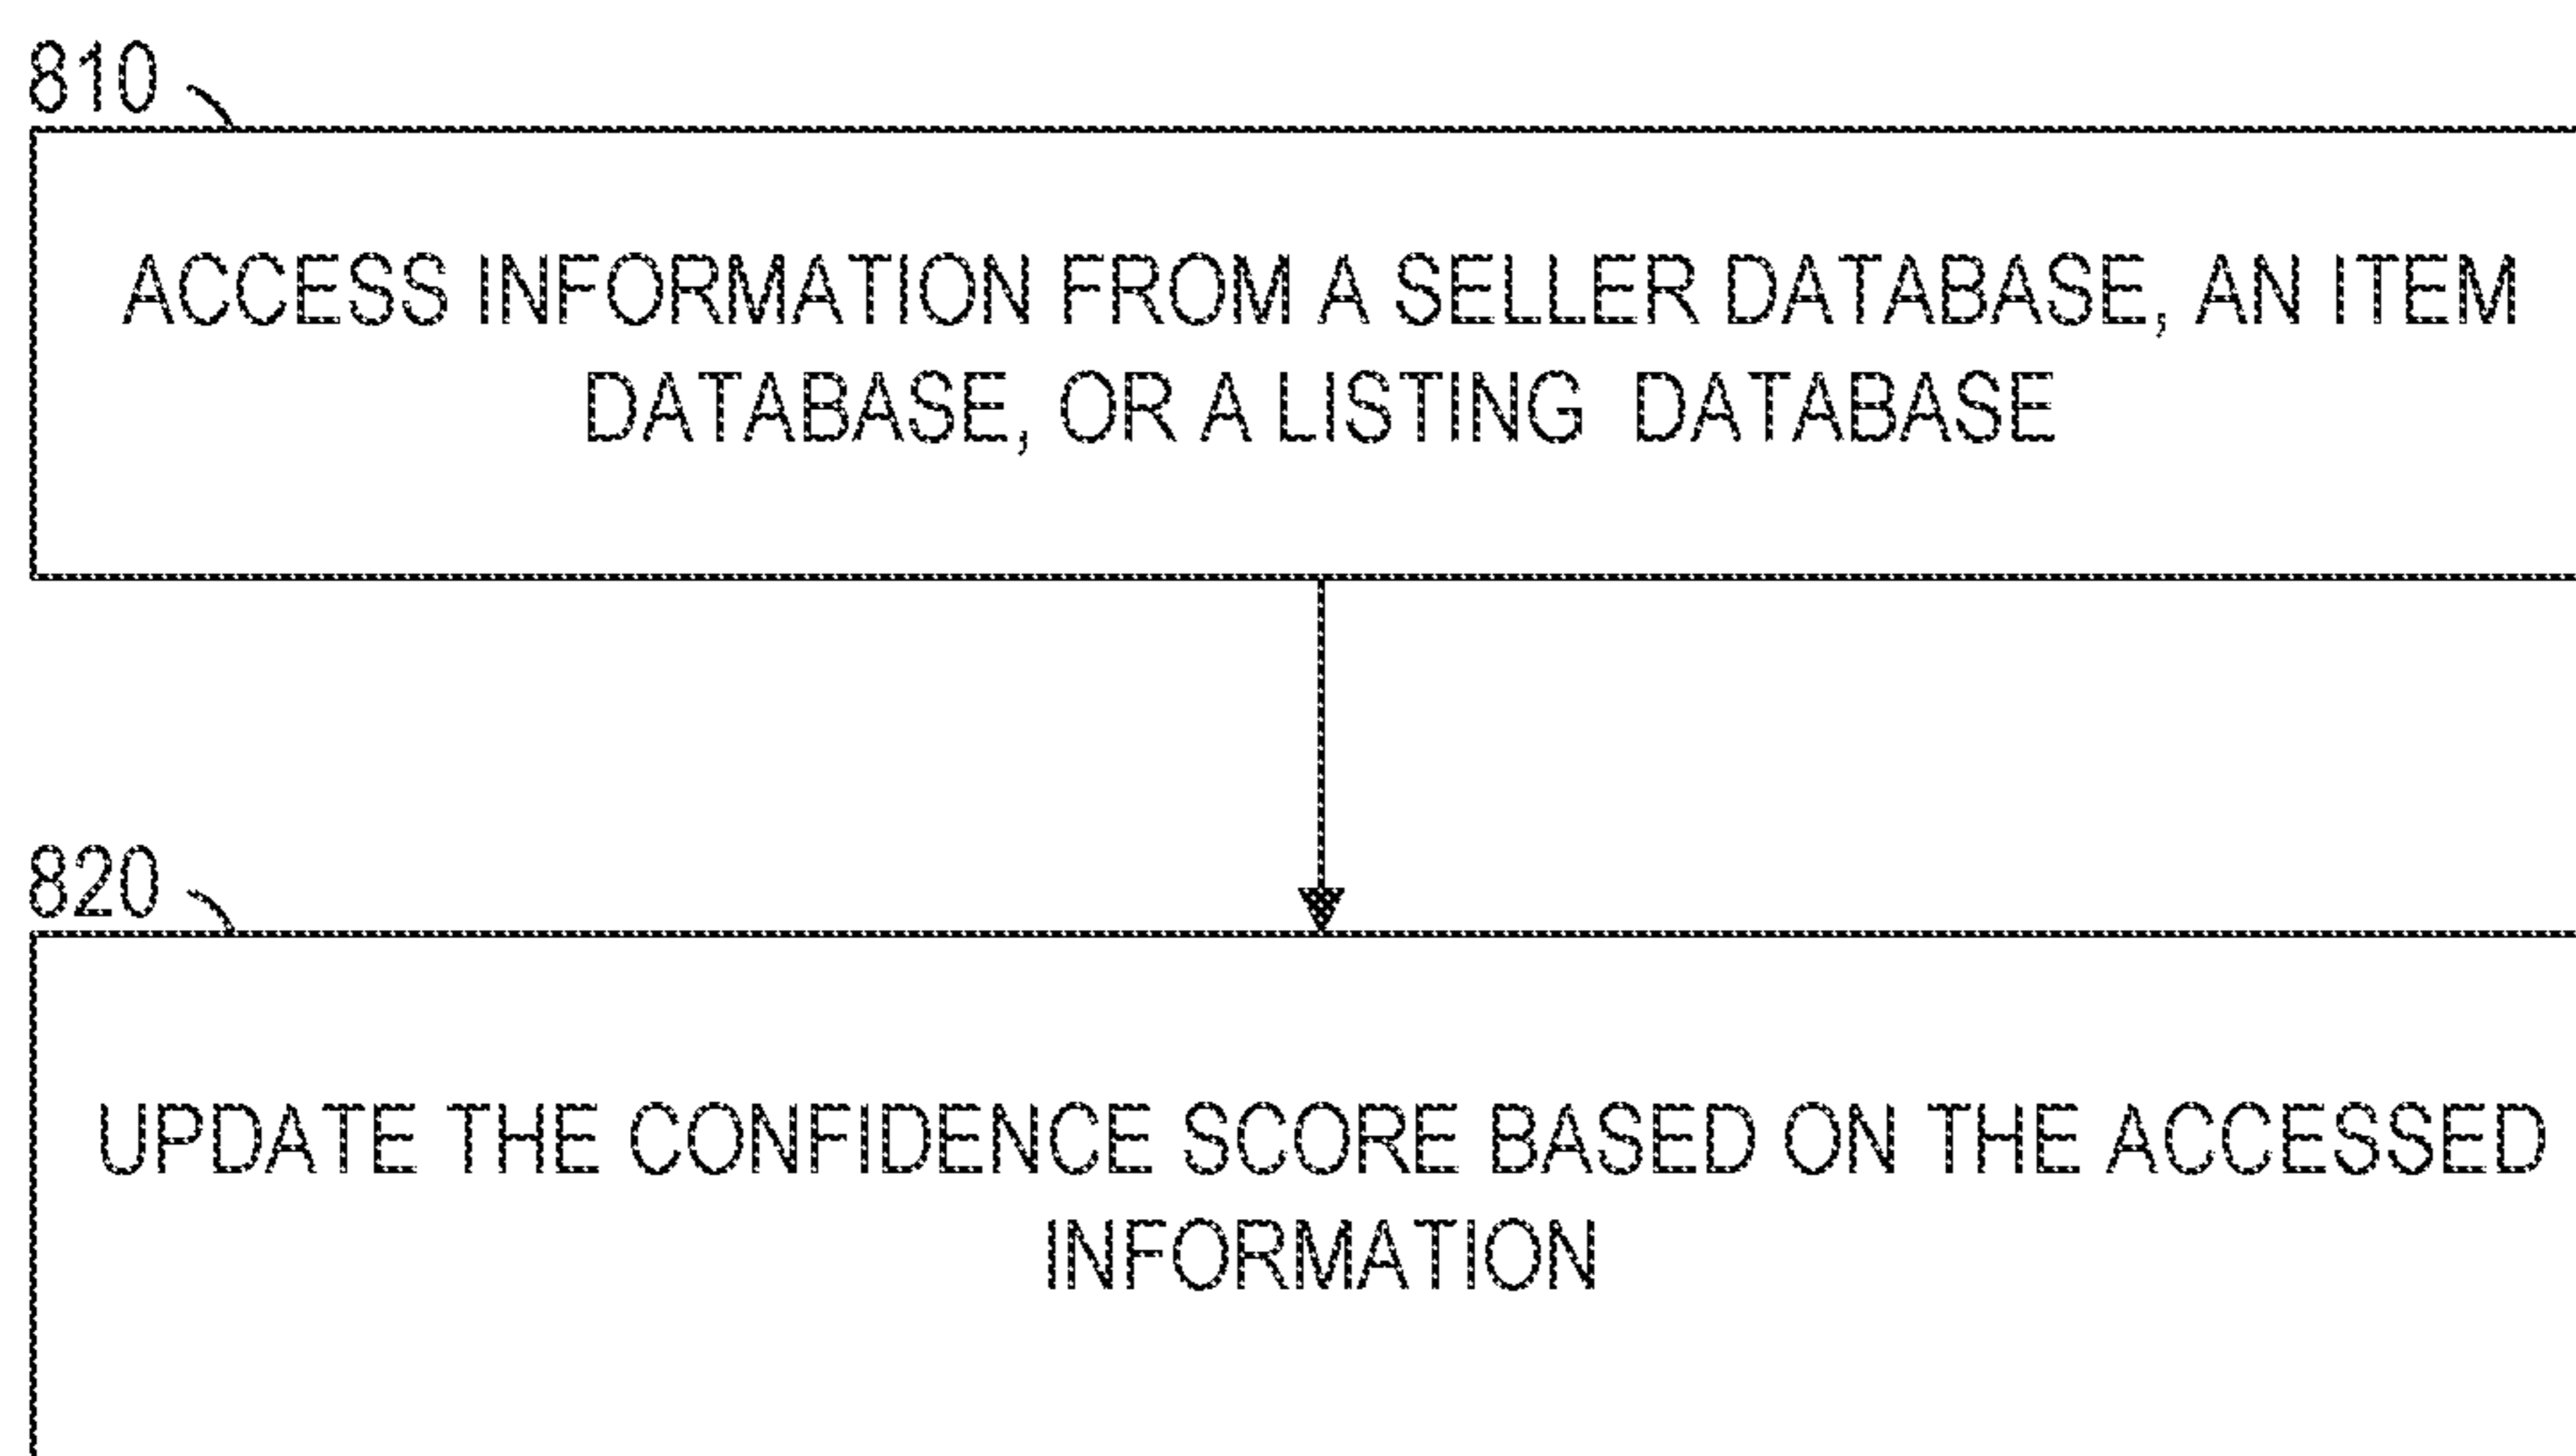 810
ACCESS INFORMATION FROM A SELLER DATABASE, AN ITEM
DATABASE, OR A LISTING DATABASE
820
UPDATE THE CONFIDENCE SCORE BASED ON THE ACCESSED
INFORMATION